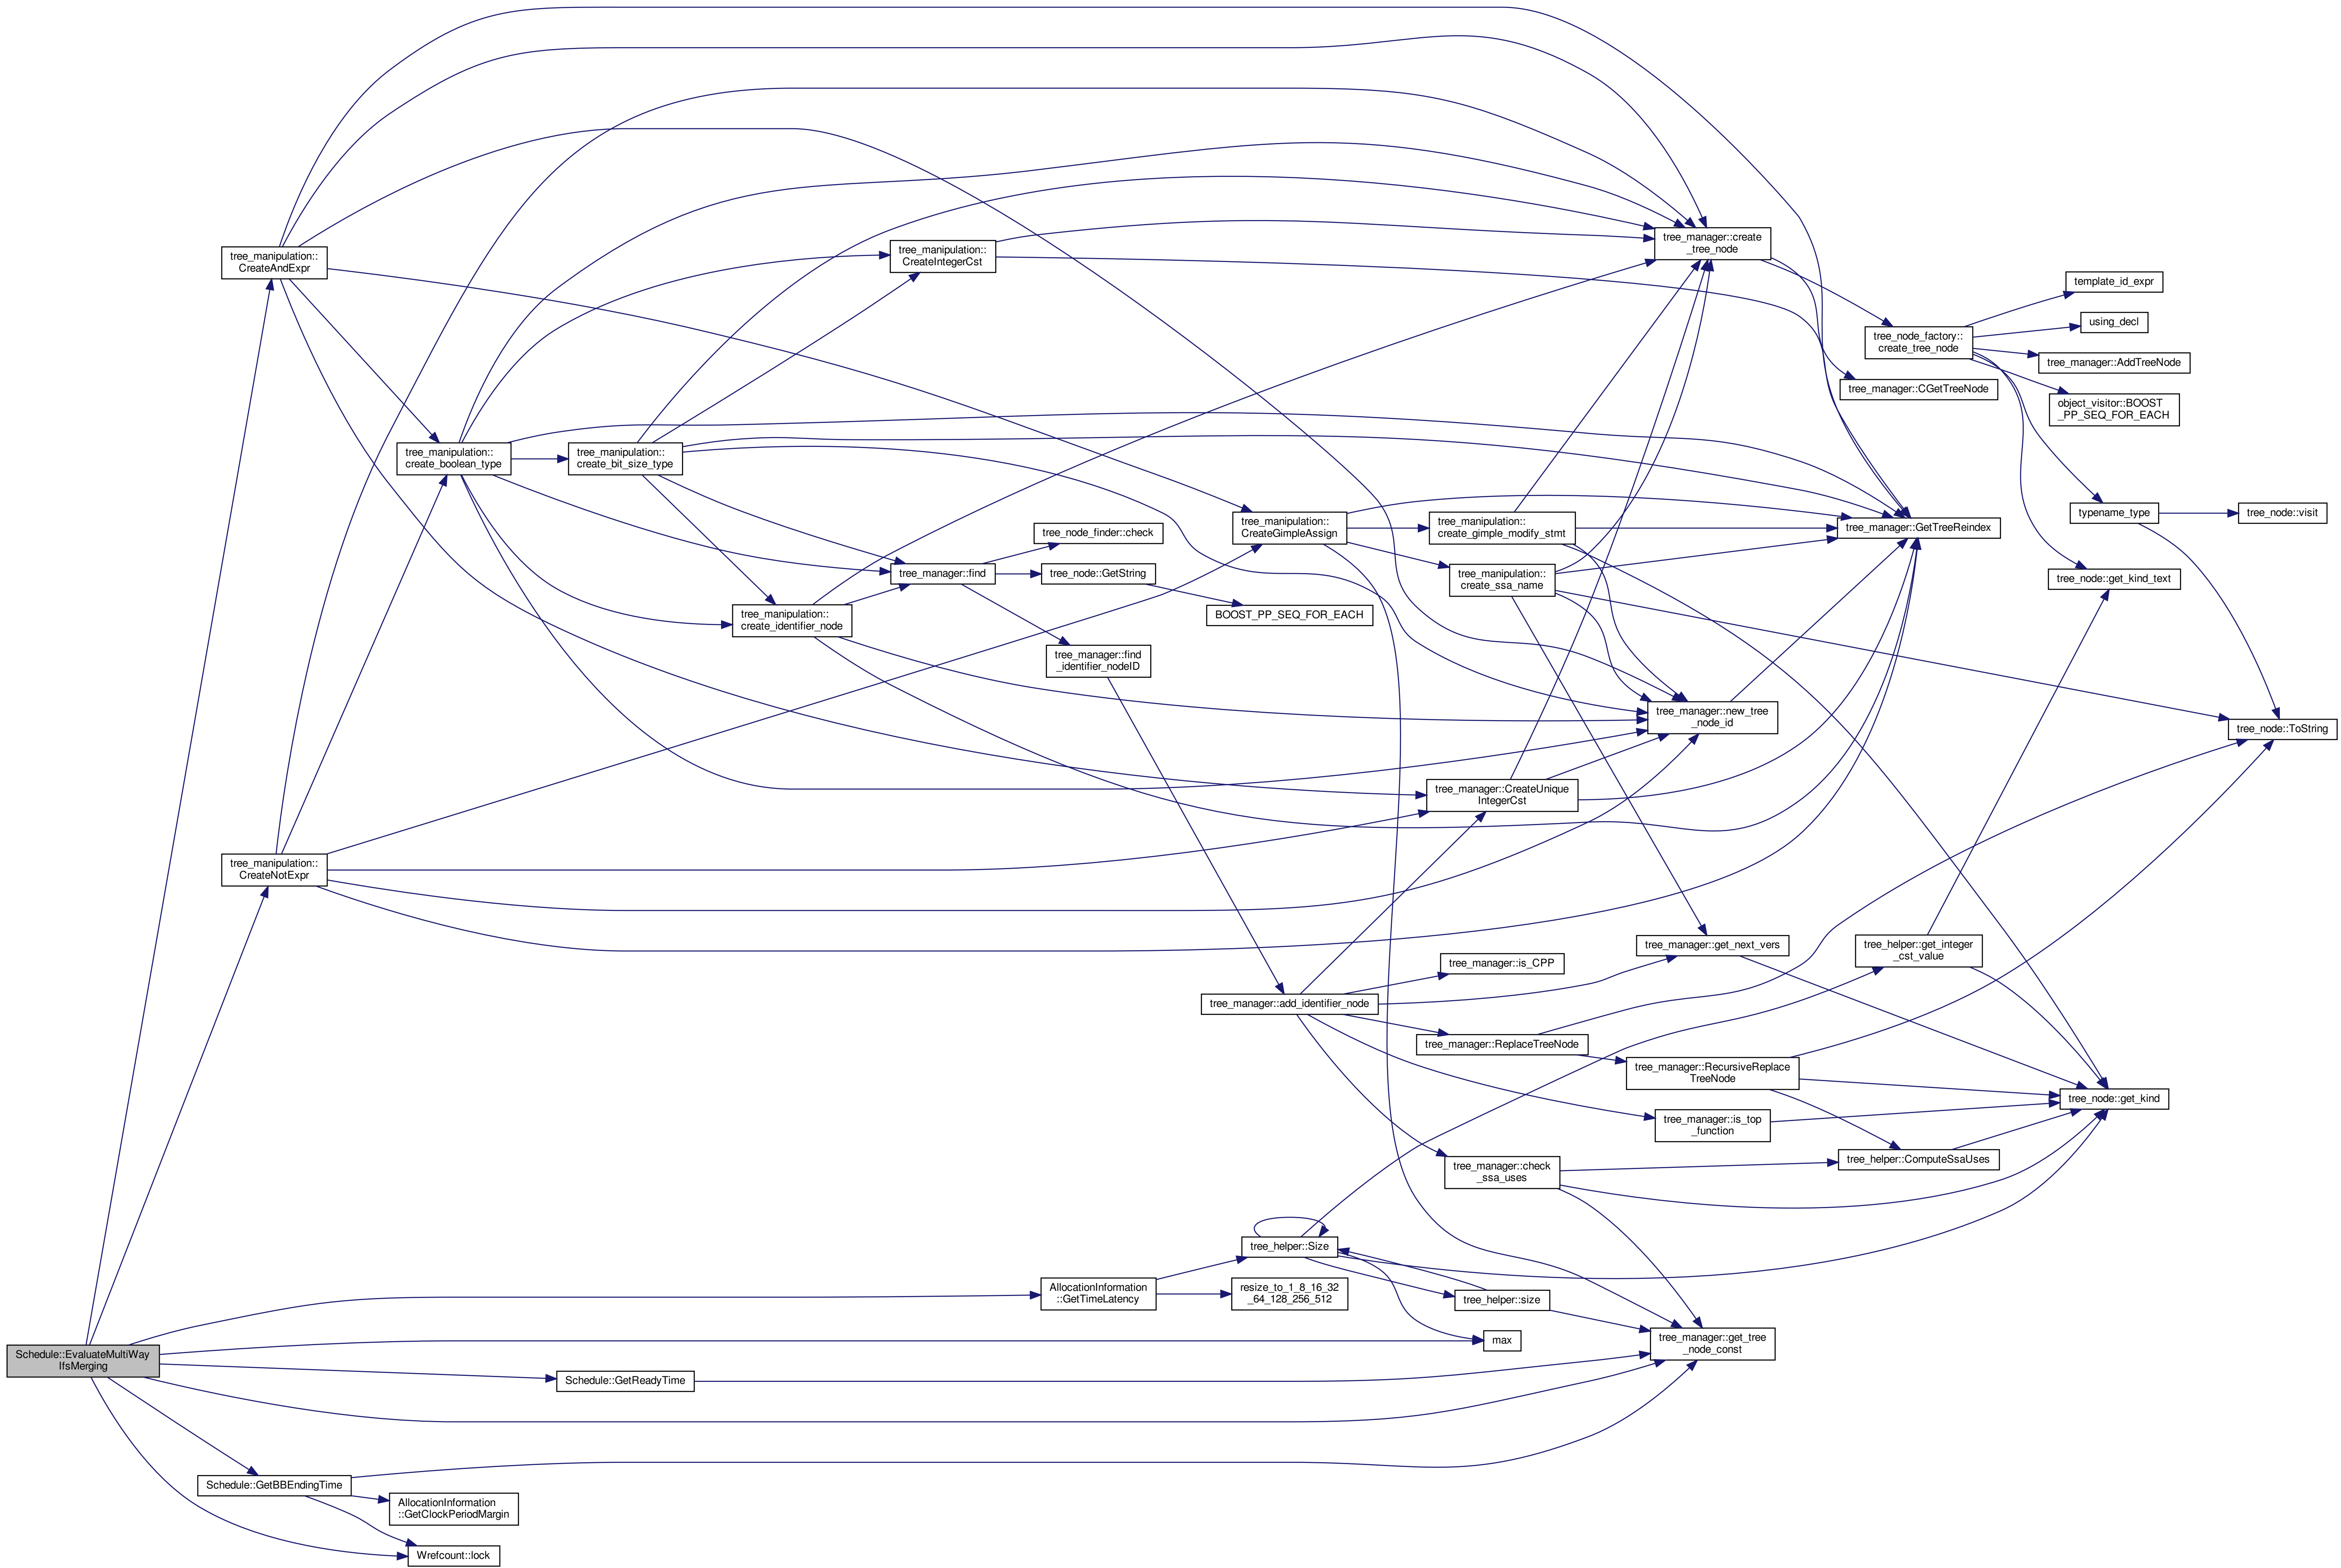 tree_manipulation::
CreateAndExpr
tree_manager::create
_tree_node
tree_manipulation::
CreateIntegerCst
template_id_expr
using_decl
tree_node_factory::
create_tree_node
tree_manager::AddTreeNode
tree_manager::CGetTreeNode
object_visitor::BOOST
_PP_SEQ_FOR_EACH
tree_manipulation::
create_boolean_type
tree_manipulation::
create_bit_size_type
tree_manipulation::
CreateGimpleAssign
tree_manipulation::
create_gimple_modify_stmt
tree_manager::GetTreeReindex
typename_type
tree_node::visit
tree_node_finder::check
tree_manager::find
tree_node::GetString
tree_manipulation::
create_ssa_name
tree_node::get_kind_text
tree_manipulation::
create_identifier_node
BOOST_PP_SEQ_FOR_EACH
tree_manager::find
_identifier_nodeID
tree_manager::new_tree
_node_id
tree_node::ToString
tree_manager::CreateUnique
IntegerCst
tree_manipulation::
CreateNotExpr
tree_manager::get_next_vers
tree_helper::get_integer
_cst_value
tree_manager::is_CPP
tree_manager::add_identifier_node
tree_manager::ReplaceTreeNode
tree_manager::RecursiveReplace
TreeNode
tree_node::get_kind
tree_manager::is_top
_function
tree_manager::check
_ssa_uses
tree_helper::ComputeSsaUses
tree_helper::Size
AllocationInformation
::GetTimeLatency
resize_to_1_8_16_32
_64_128_256_512
tree_helper::size
max
tree_manager::get_tree
_node_const
Schedule::EvaluateMultiWay
IfsMerging
Schedule::GetReadyTime
Schedule::GetBBEndingTime
AllocationInformation
::GetClockPeriodMargin
Wrefcount::lock